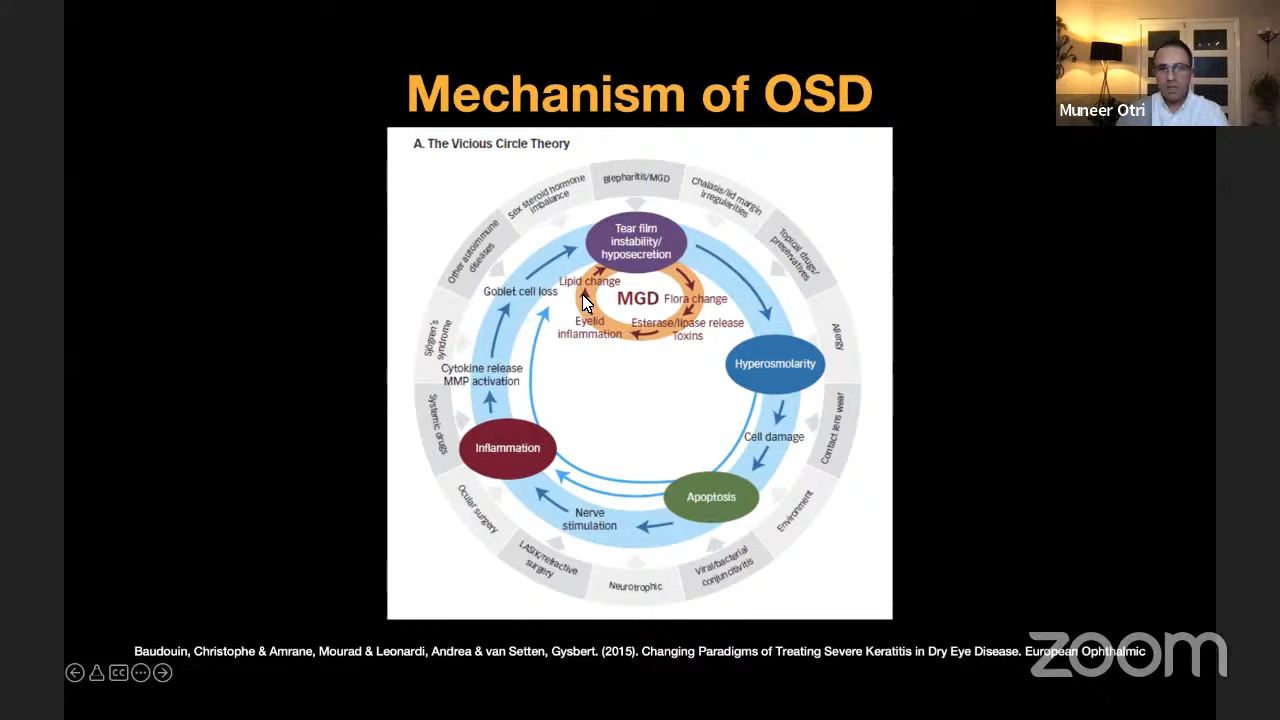 Mechanism of OSD
Muneer Otri
A. The Vicious Circle Theory
Blepharitis/MGD
Chalasis/lid margin
irregularities
Topical drugs/
preservatives
Allergy
Contact lens wear
Environment
Viral/bacterial
conjunctivitis
Neurotrophic
LASIK/refractive
surgery
Ocular surgery
Systemic drugs
Sjögren's
syndrome
Other autoimmune
diseases
Sex steroid hormone
imbalance
Tear film
instability/
hyposecretion
Lipid change
MGD
Flora change
Esterase/lipase release
Toxins
Eyelid
inflammation
Goblet cell loss
Hyperosmolarity
Cytokine release
MMP activation
Cell damage
Inflammation
Apoptosis
Nerve
stimulation
Baudouin, Christophe & Amrane, Mourad & Leonardi, Andrea & van Setten, Gysbert. (2015). Changing Paradigms of Treating Severe Keratitis in Dry Eye Disease. European Ophthalmic
CC
zoom